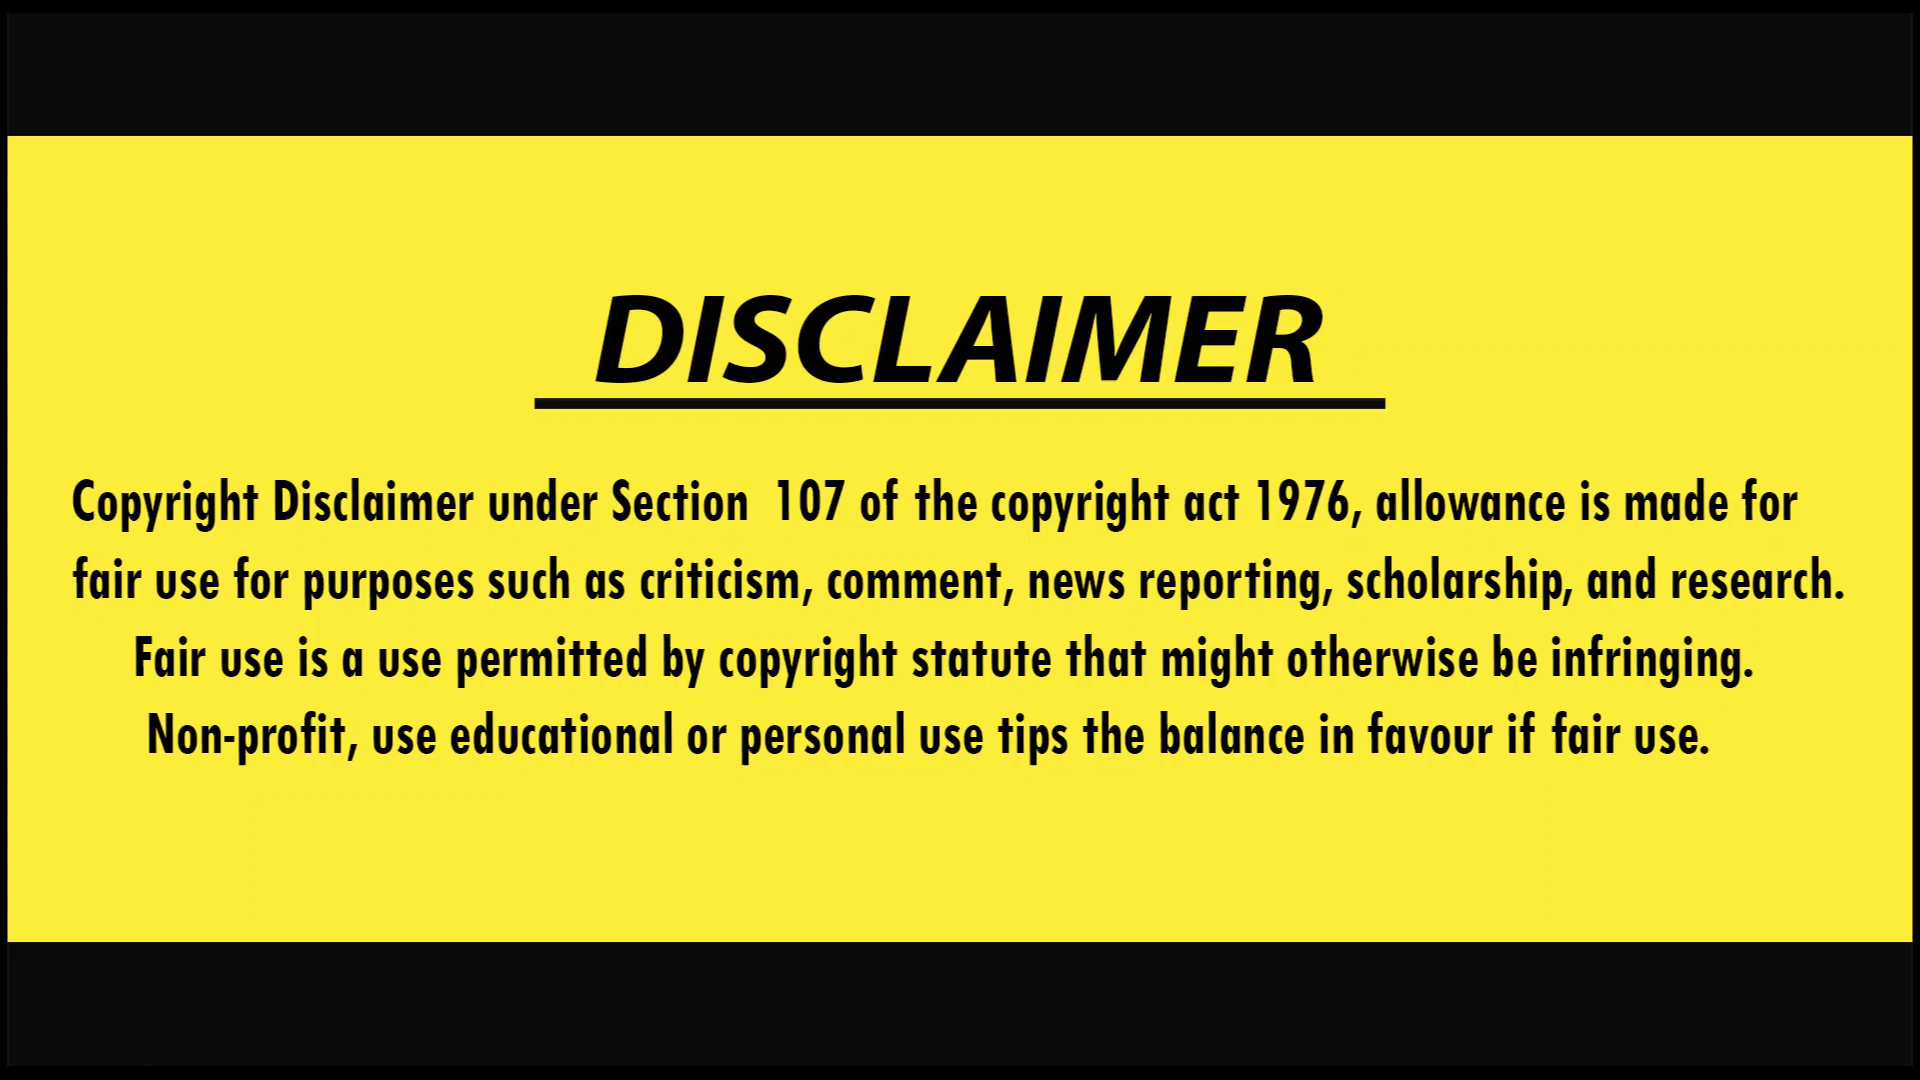 DISCLAIMER
Copyright Disclaimer under Section 107 of the copyright act 1976, allowance is made for
fair use for purposes such as criticism, comment, news reporting, scholarship, and research.
Fair use is a use permitted by copyright statute that might otherwise be infringing.
Non-profit, use educational or personal use tips the balance in favour if fair use.